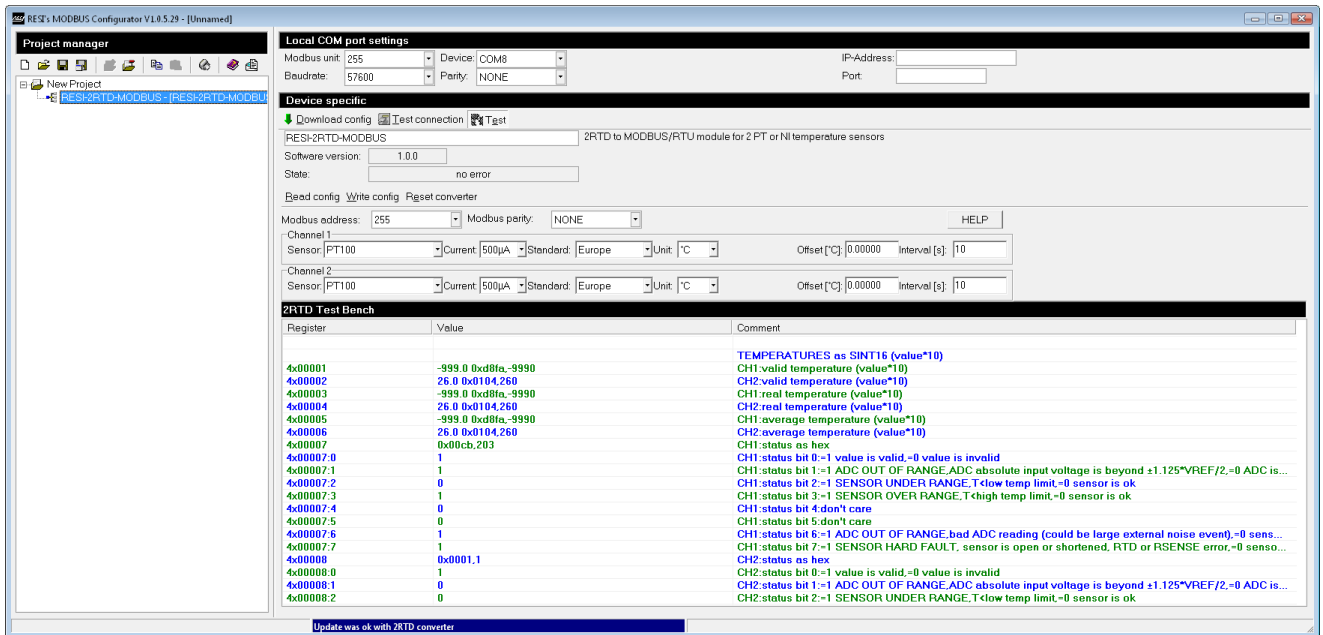 RESI's MODBUS Configurator V1.0.5.29 - [Unnamed]
Project manager
New Project
RESI-2RTD-MODBUS - [RESI-2RTD-MODBUS
Local COM port settings
Modbus unit: 255 Device: COM8 IP-Address:
Baudrate: 57600 Parity: NONE Port:
Device specific
Download config Test connection Test
RESI-2RTD-MODBUS 2RTD to MODBUS/RTU module for 2 PT or NI temperature sensors
Software version: 1.0.0
State: no error
Read config Write config Reset converter
Modbus address: 255 Modbus parity: NONE HELP
Channel 1
Sensor: PT100 Current: 500µA Standard: Europe Unit: °C Offset [°C]: 0.00000 Interval [s]: 10
Channel 2
Sensor: PT100 Current: 500µA Standard: Europe Unit: °C Offset [°C]: 0.00000 Interval [s]: 10
2RTD Test Bench
Register Value Comment
TEMPERATURES as SINT16 (value*10)
4x00001 -999.0 0xd8fa,-9990 CH1:valid temperature (value*10)
4x00002 26.0 0x0104,260 CH2:valid temperature (value*10)
4x00003 -999.0 0xd8fa,-9990 CH1:real temperature (value*10)
4x00004 26.0 0x0104,260 CH2:real temperature (value*10)
4x00005 -999.0 0xd8fa,-9990 CH1:average temperature (value*10)
4x00006 26.0 0x0104,260 CH2:average temperature (value*10)
4x00007 0x00cb,203 CH1:status as hex
4x00007:0 1 CH1:status bit 0:=1 value is valid,=0 value is invalid
4x00007:1 1 CH1:status bit 1:=1 ADC OUT OF RANGE,ADC absolute input voltage is beyond ±1.125*VREF/2,=0 ADC is...
4x00007:2 0 CH1:status bit 2:=1 SENSOR UNDER RANGE,T<low temp limit,=0 sensor is ok
4x00007:3 1 CH1:status bit 3:=1 SENSOR OVER RANGE,T<high temp limit,=0 sensor is ok
4x00007:4 0 CH1:status bit 4:don't care
4x00007:5 0 CH1:status bit 5:don't care
4x00007:6 1 CH1:status bit 6:=1 ADC OUT OF RANGE,bad ADC reading (could be large external noise event),=0 sens...
4x00007:7 1 CH1:status bit 7:=1 SENSOR HARD FAULT, sensor is open or shortened, RTD or RSENSE error,=0 senso...
4x00008 0x0001,1 CH2:status as hex
4x00008:0 1 CH2:status bit 0:=1 value is valid,=0 value is invalid
4x00008:1 0 CH2:status bit 1:=1 ADC OUT OF RANGE,ADC absolute input voltage is beyond ±1.125*VREF/2,=0 ADC is...
4x00008:2 0 CH2:status bit 2:=1 SENSOR UNDER RANGE,T<low temp limit,=0 sensor is ok
Update was ok with 2RTD converter